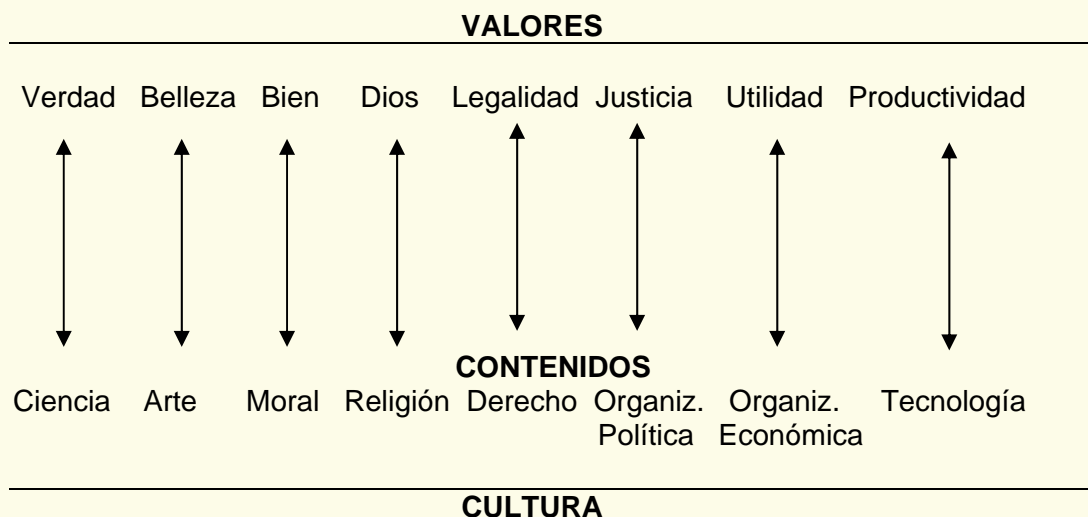 VALORES
Verdad Belleza Bien Dios Legalidad Justicia Utilidad Productividad
CONTENIDOS
Ciencia Arte Moral Religión Derecho Organiz. Organiz. Tecnología
Política Económica
CULTURA